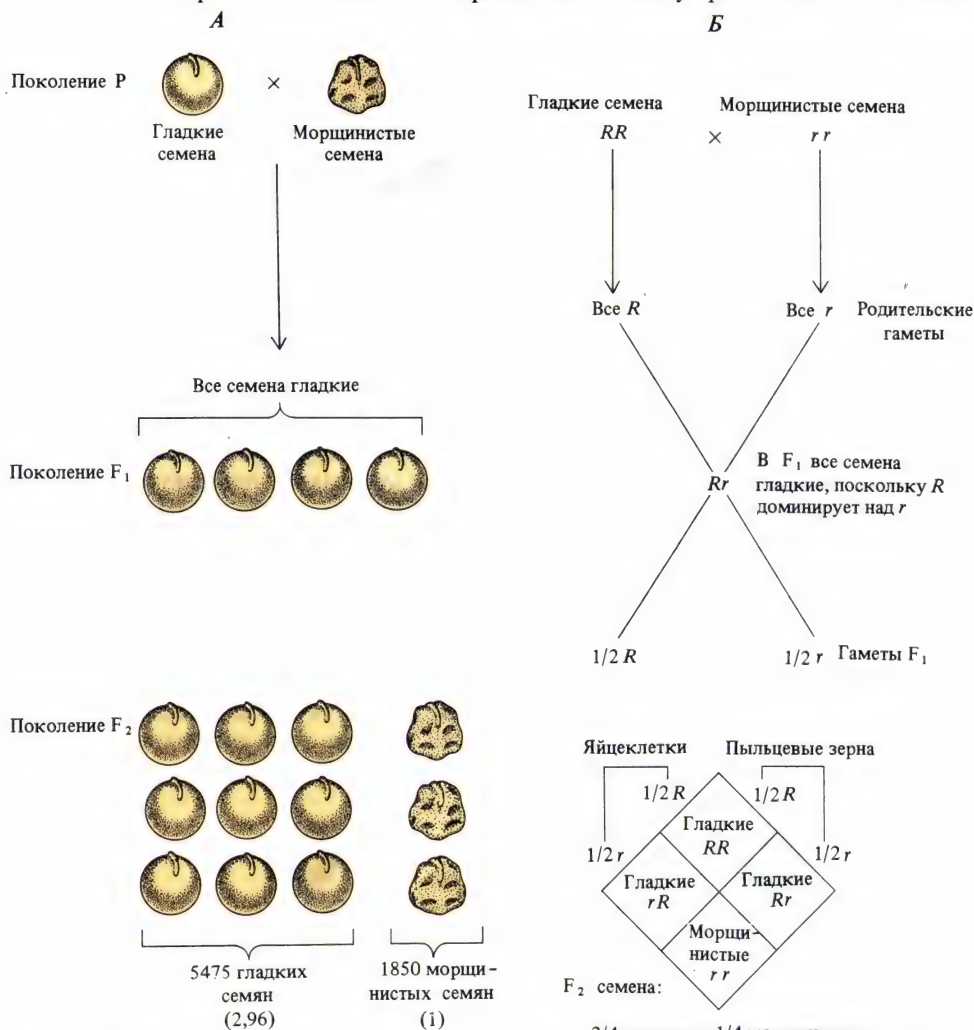 А
Поколение P
×
Гладкие
семена
Морщинистые
семена
Все семена гладкие
Поколение F₁
Поколение F₂
5475 гладких
семян
(2,96)
1850 морщи-
нистых семян
(1)
Б
Гладкие семена
RR
×
Морщинистые семена
rr
Все R
Все r
Родительские
гаметы
Rr
В F₁ все семена
гладкие, поскольку R
доминирует над r
1/2 R
1/2 r
Гаметы F₁
Яйцеклетки
Пыльцевые зерна
1/2 R
1/2 R
1/2 r
1/2 r
Гладкие
RR
Гладкие
rR
Гладкие
Rr
Морщи-
нистые
rr
F₂ семена: